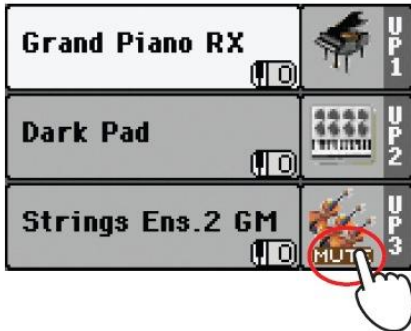 Grand Piano RX
UP1
Dark Pad
UP2
Strings Ens.2 GM
UP3
MUTE